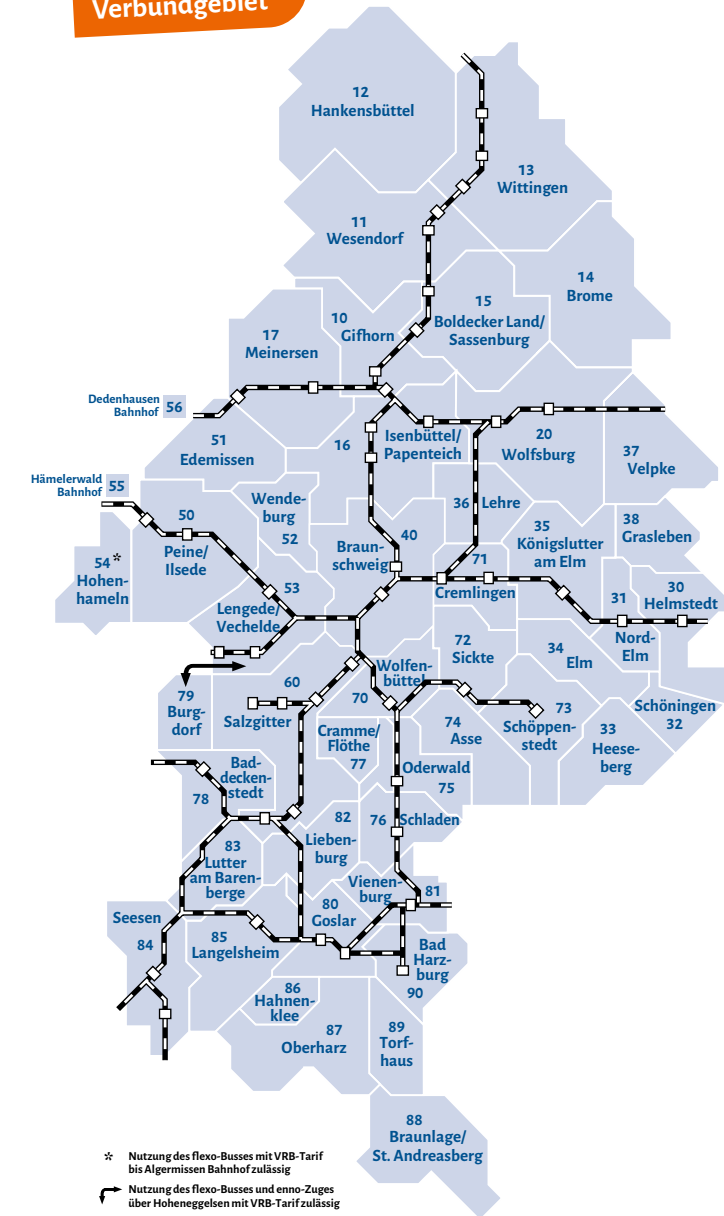 Verbundgebiet
12
Hankensbüttel
13
Wittingen
11
Wesendorf
14
Brome
15
Boldecker Land/
Sassenburg
10
Gifhorn
17
Meinersen
Dedenhausen
Bahnhof
56
16
Isenbüttel/
Papenteich
20
Wolfsburg
51
Edemissen
37
Velpke
Hämelerwald
Bahnhof
55
Wende-
burg
52
36
Lehre
50
Peine/
Ilsede
38
Grasleben
35
Königslutter
am Elm
40
Braun-
schweig
54*
Hohen-
hameln
71
Cremlingen
53
Lengede/
Vechelde
31
Nord-
Elm
30
Helmstedt
72
Sickte
34
Elm
Wolfen-
büttel
70
60
Salzgitter
79
Burg-
dorf
73
Schöppen-
stedt
Schöningen
32
74
Asse
33
Heese-
berg
Cramme/
Flöthe
77
Bad-
decken-
stedt
78
Oderwald
75
82
Lieben-
burg
76
Schladen
83
Lutter
am Baren-
berge
Vienen-
burg
81
80
Goslar
Seesen
84
85
Langelsheim
Bad
Harz-
burg
90
86
Hahnen-
klee
87
Oberharz
89
Torf-
haus
88
Braunlage/
St. Andreasberg
* Nutzung des flexo-Busses mit VRB-Tarif
bis Algermissen Bahnhof zulässig
Nutzung des flexo-Busses und enno-Zuges
über Hoheneggelsen mit VRB-Tarif zulässig